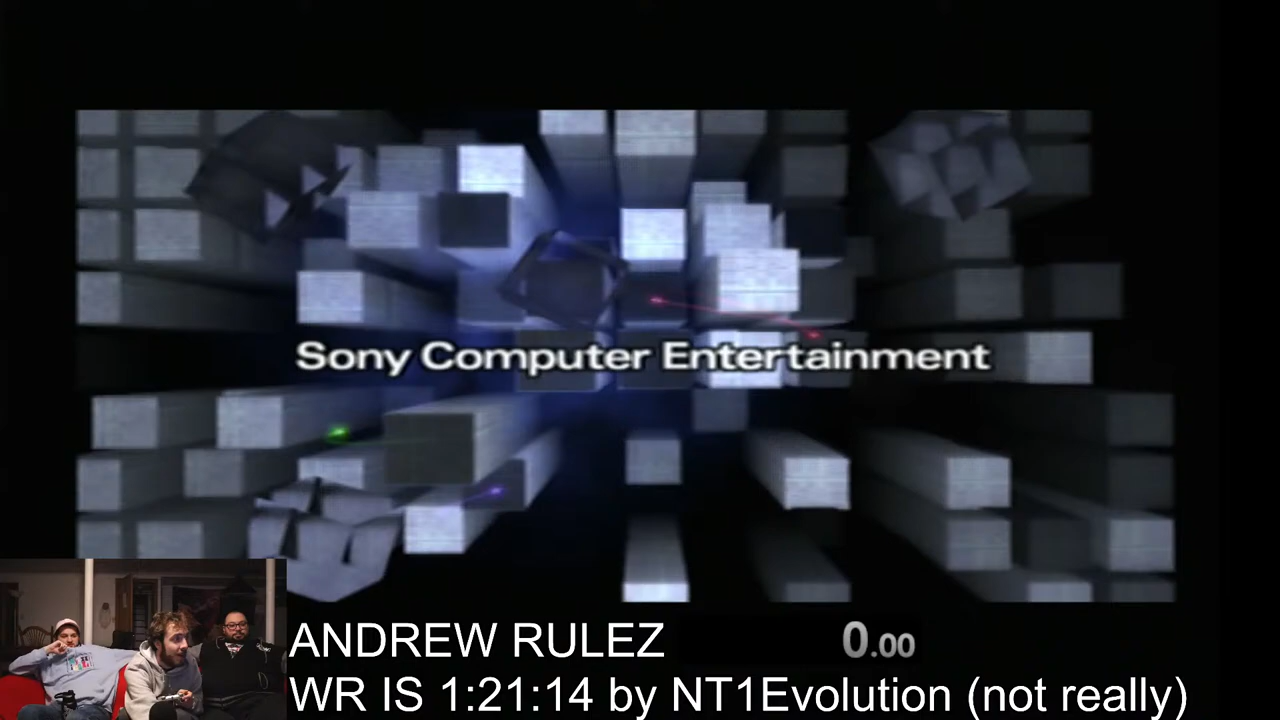 Sony Computer Entertainment
ANDREW RULEZ
0.00
WR IS 1:21:14 by NT1Evolution (not really)